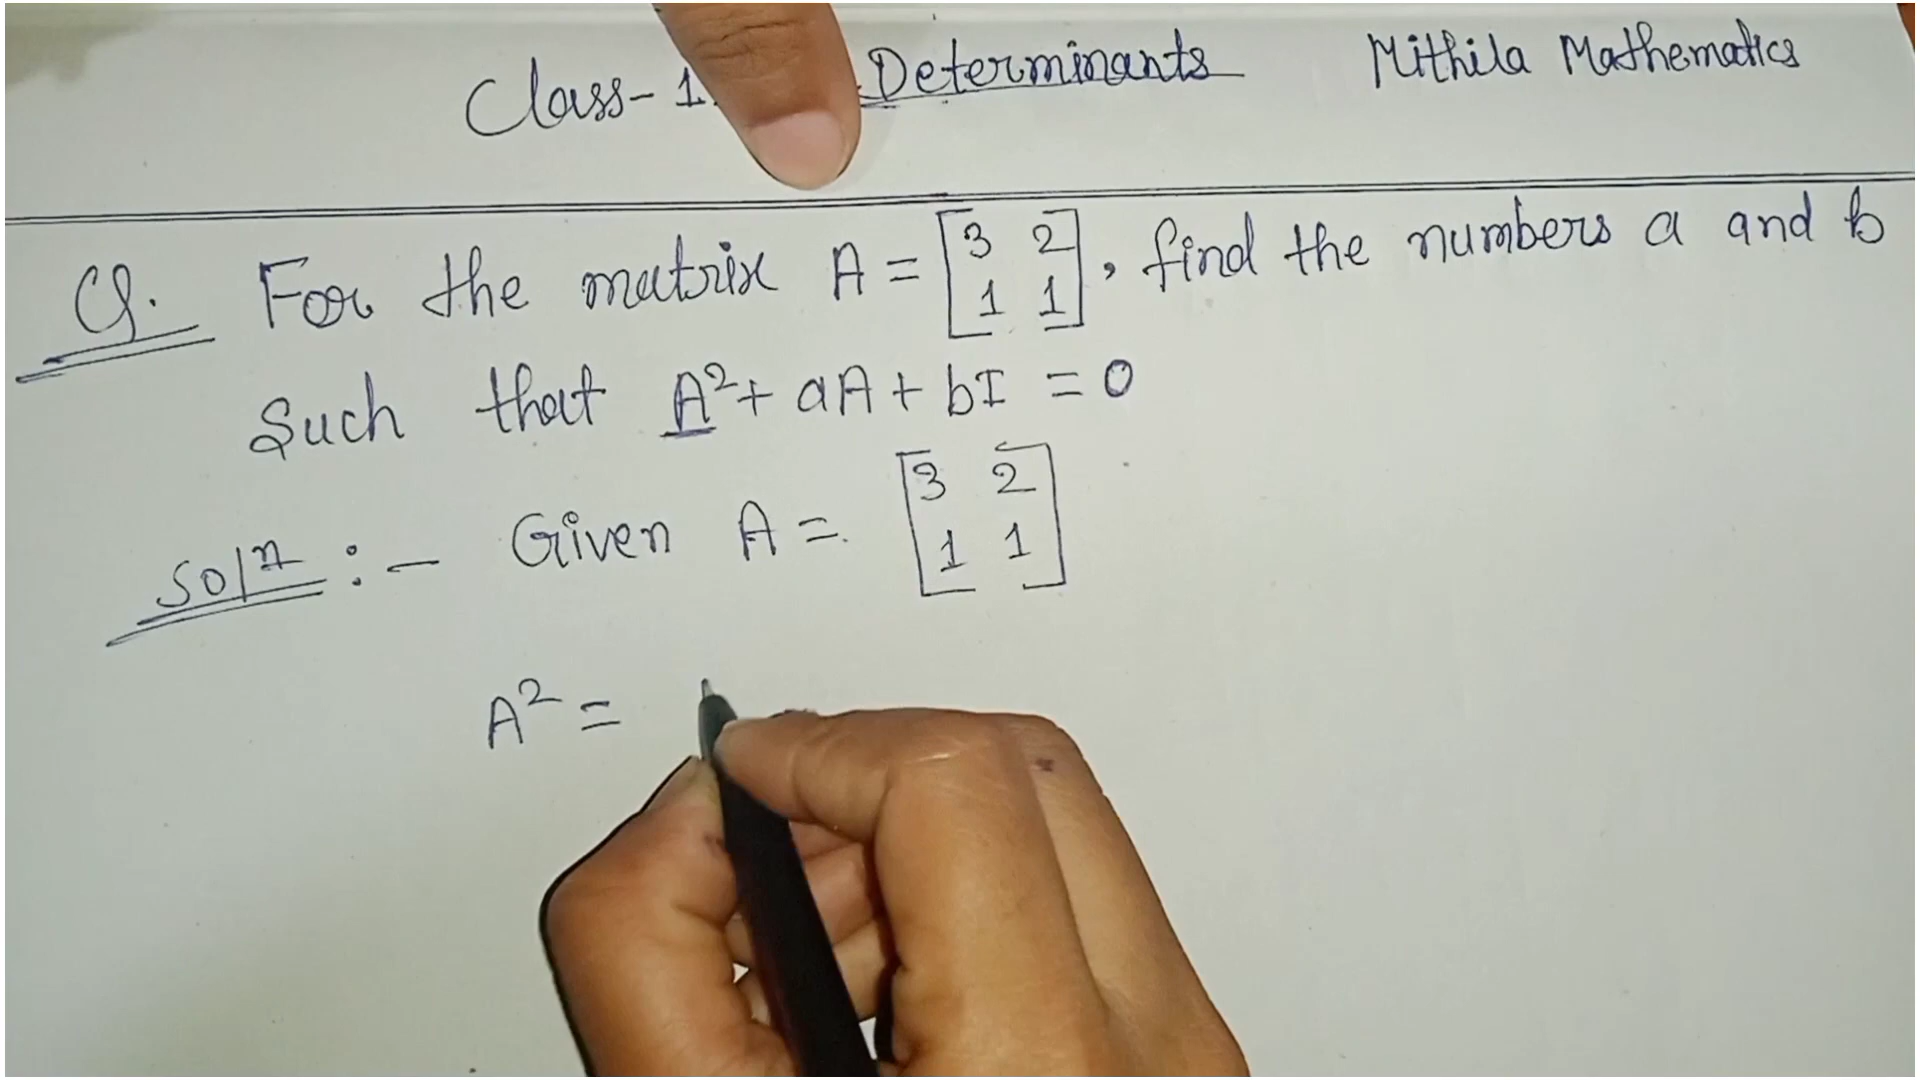 Class- 1 Determinants Mithila Mathematics
Q. For the matrix A = [3 2
1 1], find the numbers a and b
Such that A²+ aA + bI = 0
Solⁿ :- Given A = [3 2
1 1]
A² =